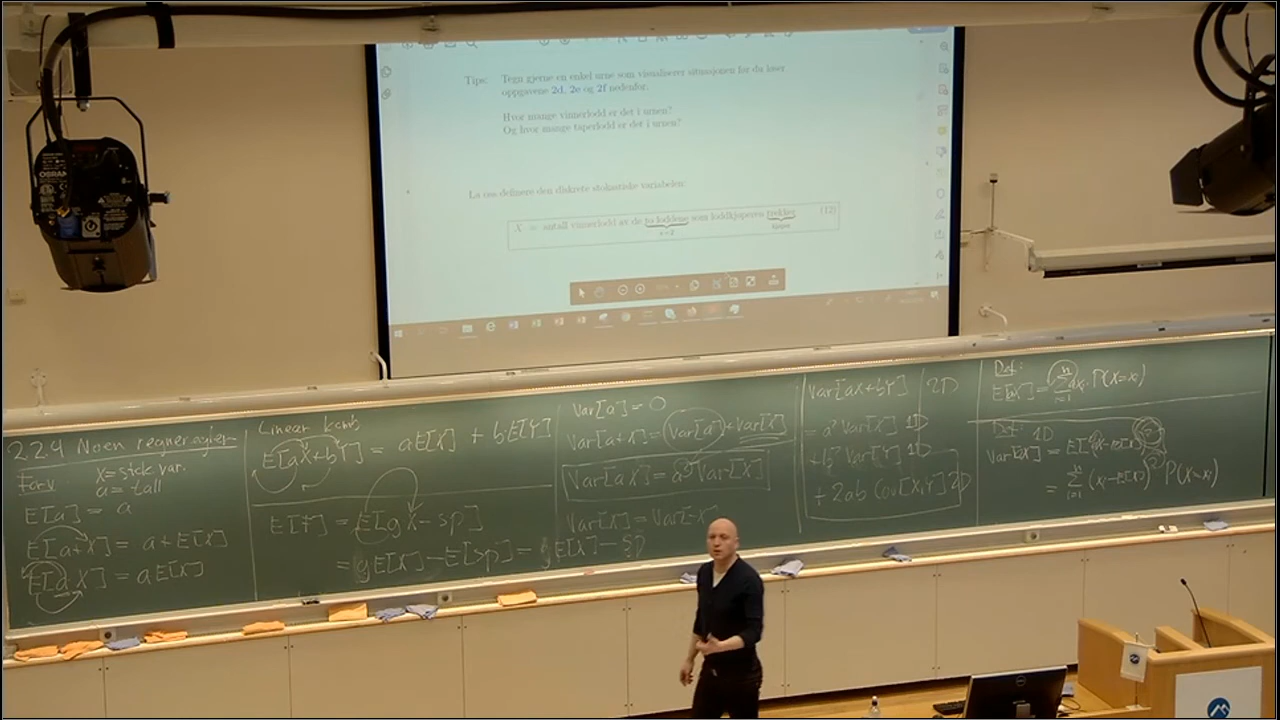 Tips: Tegn gjerne en enkel urne som visualiserer situasjonen før du løser
oppgavene 2d, 2e og 2f nedenfor.
Hvor mange vinnerlodd er det i urnen?
Og hvor mange taperlodd er det i urnen?
La oss definere den diskrete stokastiske variabelen:
X = antall vinnerlodd av de to loddene som loddkjøperen trekker (12)
OSRAM
2.2.4 Noen regneregler
X = stok. var.
a = tall
E[a] = a
E[a+X] = a + E[X]
E[aX] = aE[X]
Lineær komb
E[aX+bY] = aE[X] + b·E[Y]
= E[gX - sp]
= gE[X] - E[sp] = gE[X] - sp
Var[a] = 0
Var[a+X] = Var[a] + Var[X]
Var[aX] = a² Var[X]
Var[X] = Var[-X]
Var[aX+bY] 2D
= a² Var[X] 1D
+ b² Var[Y] 1D
+ 2ab Cov[X,Y] 2D
Def:
P(X=xi)
Def: 1D
= Σ (xi - E[X])² P(X=xi)
DELL